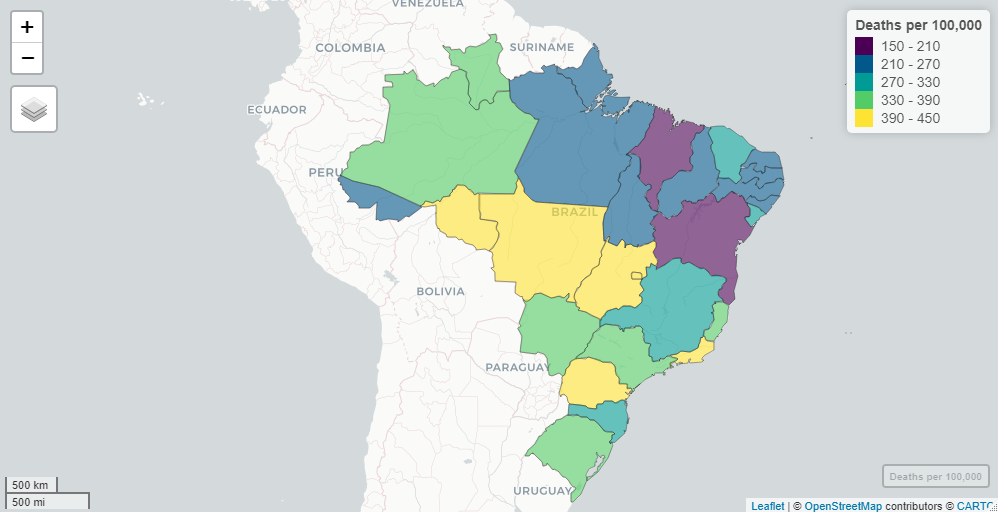 +
−
VENEZUELA
COLOMBIA
SURINAME
ECUADOR
PERU
BRAZIL
BOLIVIA
PARAGUAY
URUGUAY
Deaths per 100,000
150 - 210
210 - 270
270 - 330
330 - 390
390 - 450
Deaths per 100,000
500 km
500 mi
Leaflet | © OpenStreetMap contributors © CARTO